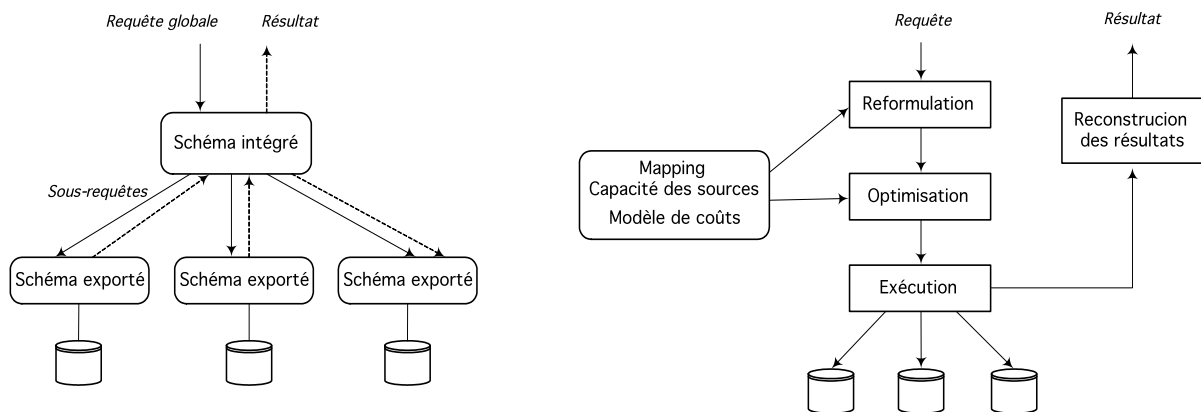 Requête globale
Résultat
Schéma intégré
Sous-requêtes
Schéma exporté
Schéma exporté
Schéma exporté
Requête
Résultat
Reformulation
Reconstrucion
des résultats
Mapping
Capacité des sources
Modèle de coûts
Optimisation
Exécution